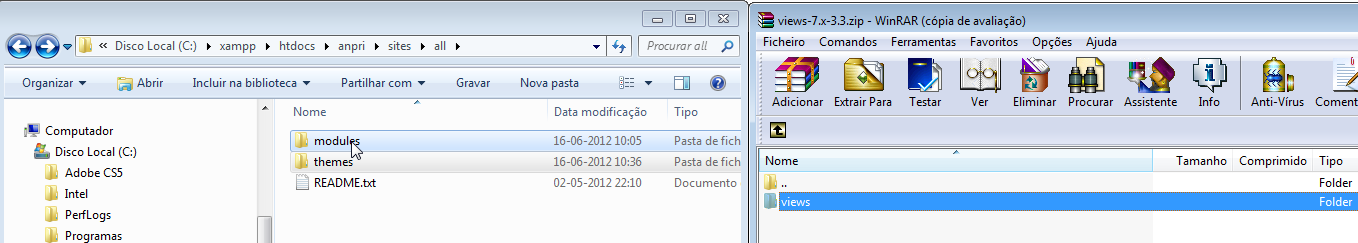 Disco Local (C:) xampp htdocs anpri sites all Procurar all
Organizar Abrir Incluir na biblioteca Partilhar com Gravar Nova pasta
Computador
Disco Local (C:)
Adobe CS5
Intel
PerfLogs
Programas
Nome Data modificação Tipo
modules 16-06-2012 10:05 Pasta de fich
themes 16-06-2012 10:36 Pasta de fich
README.txt 02-05-2012 22:10 Documento
views-7.x-3.3.zip - WinRAR (cópia de avaliação)
Ficheiro Comandos Ferramentas Favoritos Opções Ajuda
Adicionar Extrair Para Testar Ver Eliminar Procurar Assistente Info Anti-Vírus Coment
Nome Tamanho Comprimido Tipo
.. Folder
views Folder